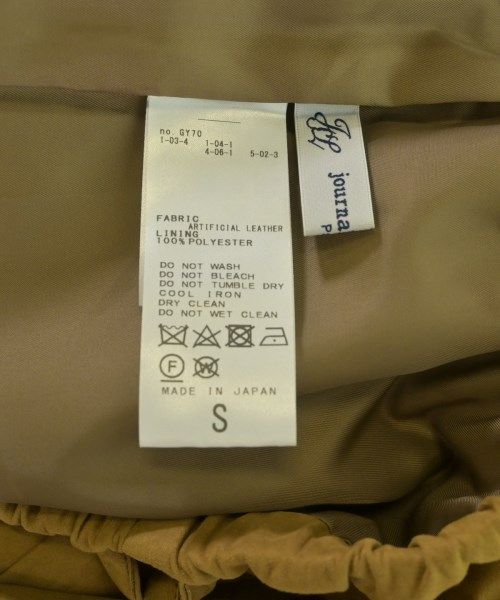 no. GY70
1-03-4 1-04-1
4-06-1 5-02-3
FABRIC
ARTIFICIAL LEATHER
LINING
100% POLYESTER
DO NOT WASH
DO NOT BLEACH
DO NOT TUMBLE DRY
COOL IRON
DRY CLEAN
DO NOT WET CLEAN
F W
MADE IN JAPAN
S
journa
P